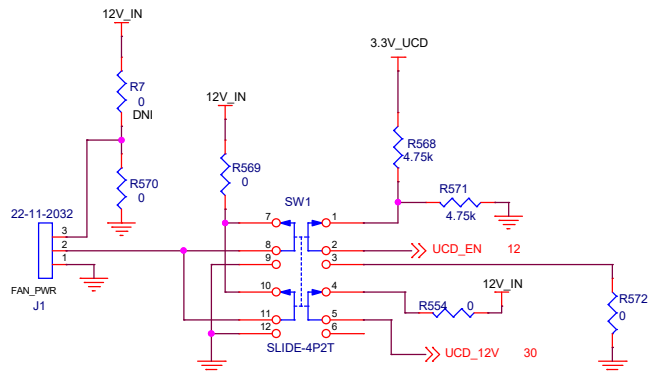 12V_IN
3.3V_UCD
R7
0
DNI
12V_IN
R568
4.75k
R569
0
R570
0
R571
4.75k
SW1
22-11-2032
7
1
3
2
1
8
2
UCD_EN 12
9
3
FAN_PWR
J1
10
4
12V_IN
R554 0
R572
0
11
5
12
6
SLIDE-4P2T
UCD_12V 30